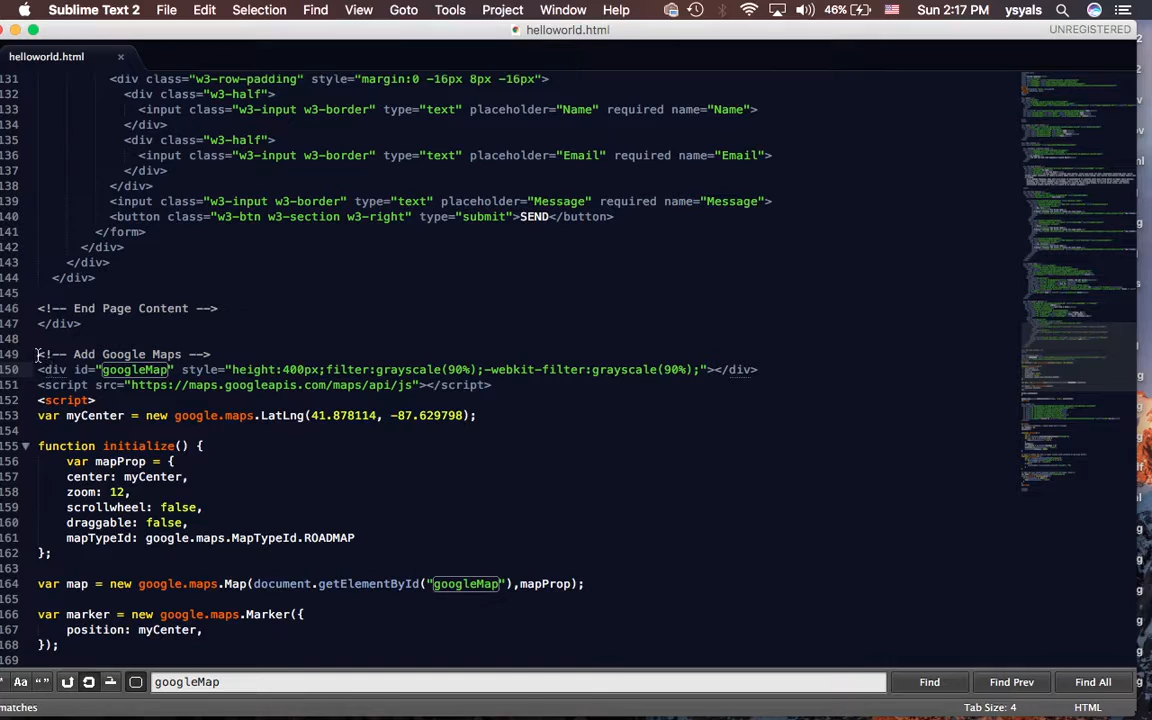 Sublime Text 2 File Edit Selection Find View Goto Tools Project Window Help 46% Sun 2:17 PM ysyals
helloworld.html UNREGISTERED
helloworld.html ×
131 <div class="w3-row-padding" style="margin:0 -16px 8px -16px">
132 <div class="w3-half">
133 <input class="w3-input w3-border" type="text" placeholder="Name" required name="Name">
134 </div>
135 <div class="w3-half">
136 <input class="w3-input w3-border" type="text" placeholder="Email" required name="Email">
137 </div>
138 </div>
139 <input class="w3-input w3-border" type="text" placeholder="Message" required name="Message">
140 <button class="w3-btn w3-section w3-right" type="submit">SEND</button>
141 </form>
142 </div>
143 </div>
144 </div>
145
146 <!-- End Page Content -->
147 </div>
148
149 <!-- Add Google Maps -->
150 <div id="googleMap" style="height:400px;filter:grayscale(90%);-webkit-filter:grayscale(90%);"></div>
151 <script src="https://maps.googleapis.com/maps/api/js"></script>
152 <script>
153 var myCenter = new google.maps.LatLng(41.878114, -87.629798);
154
155 function initialize() {
156 var mapProp = {
157 center: myCenter,
158 zoom: 12,
159 scrollwheel: false,
160 draggable: false,
161 mapTypeId: google.maps.MapTypeId.ROADMAP
162 };
163
164 var map = new google.maps.Map(document.getElementById("googleMap"),mapProp);
165
166 var marker = new google.maps.Marker({
167 position: myCenter,
168 });
169
Aa “” googleMap Find Find Prev Find All
matches Tab Size: 4 HTML